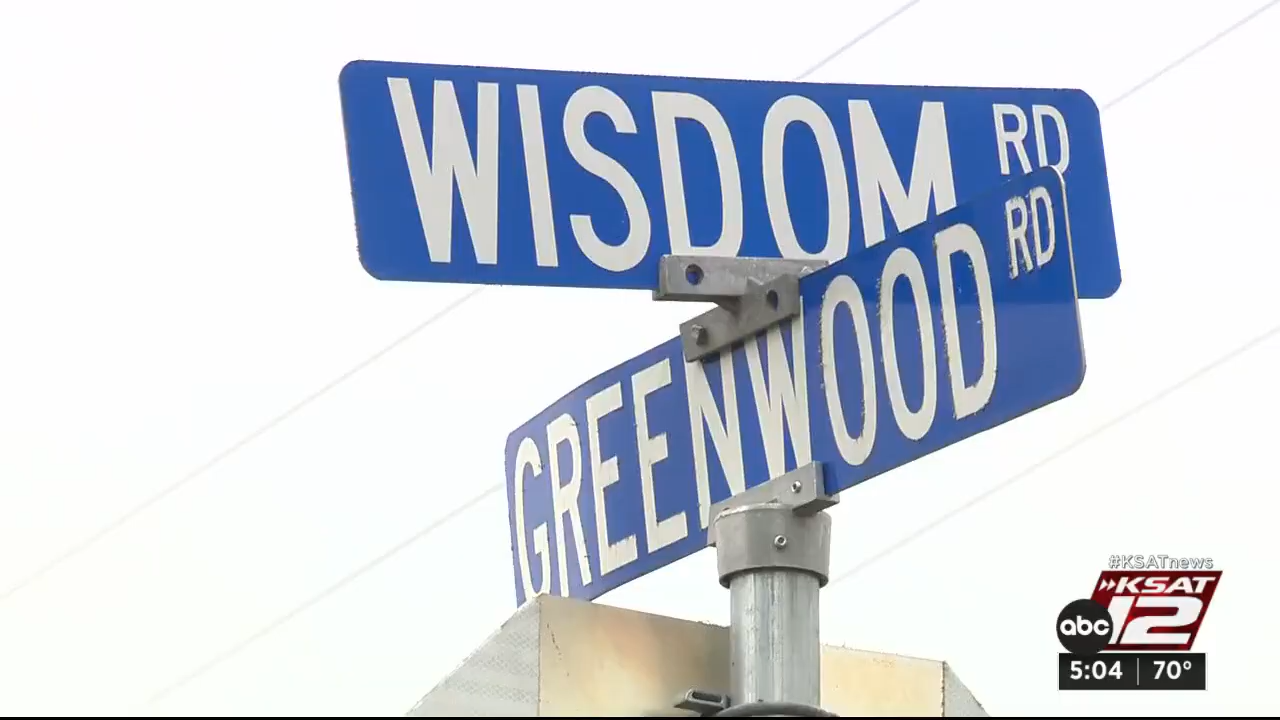 WISDOM RD
GREENWOOD RD
#KSATnews
KSAT
12
abc
5:04 70°